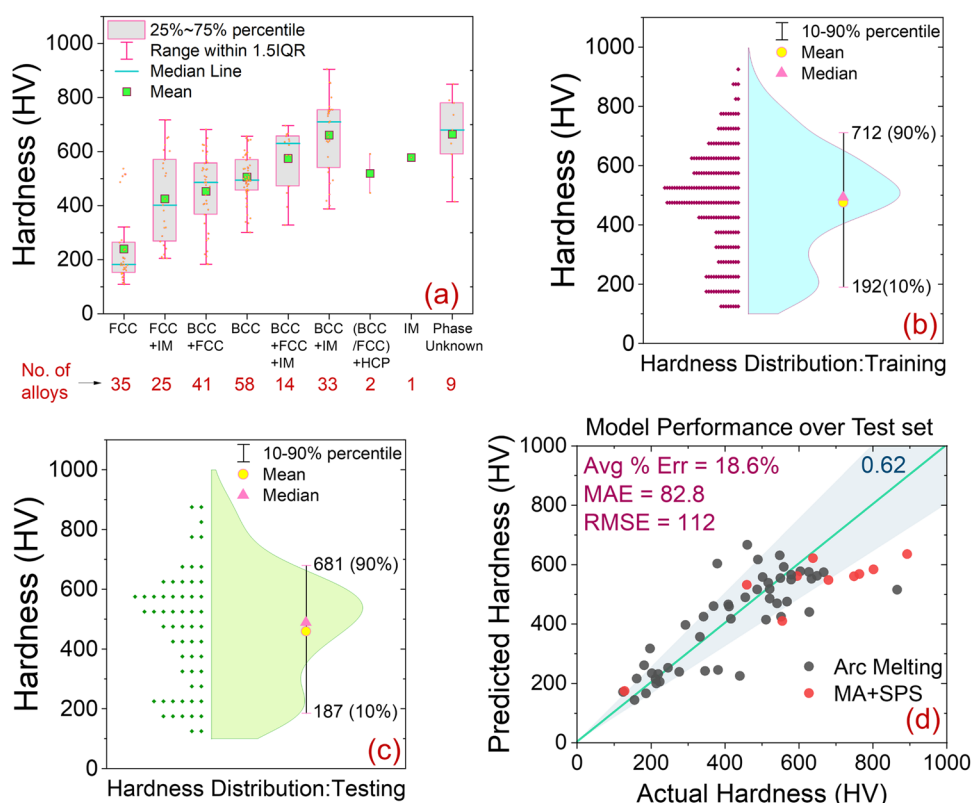 25%~75% percentile
Range within 1.5IQR
Median Line
Mean
Hardness (HV)
1000
800
600
400
200
0
(a)
FCC
FCC
+IM
BCC
+FCC
BCC
BCC
+FCC
+IM
BCC
+IM
(BCC
/FCC)
+HCP
IM
Phase
Unknown
No. of
alloys
35 25 41 58 14 33 2 1 9
10-90% percentile
Mean
Median
Hardness (HV)
1000
800
600
400
200
0
712 (90%)
192(10%)
(b)
Hardness Distribution:Training
10-90% percentile
Mean
Median
Hardness (HV)
1000
800
600
400
200
0
681 (90%)
187 (10%)
(c)
Hardness Distribution:Testing
Model Performance over Test set
Avg % Err = 18.6%
MAE = 82.8
RMSE = 112
0.62
Predicted Hardness (HV)
1000
800
600
400
200
0
Arc Melting
MA+SPS
(d)
0 200 400 600 800 1000
Actual Hardness (HV)